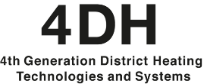 4DH
4th Generation District Heating
Technologies and Systems